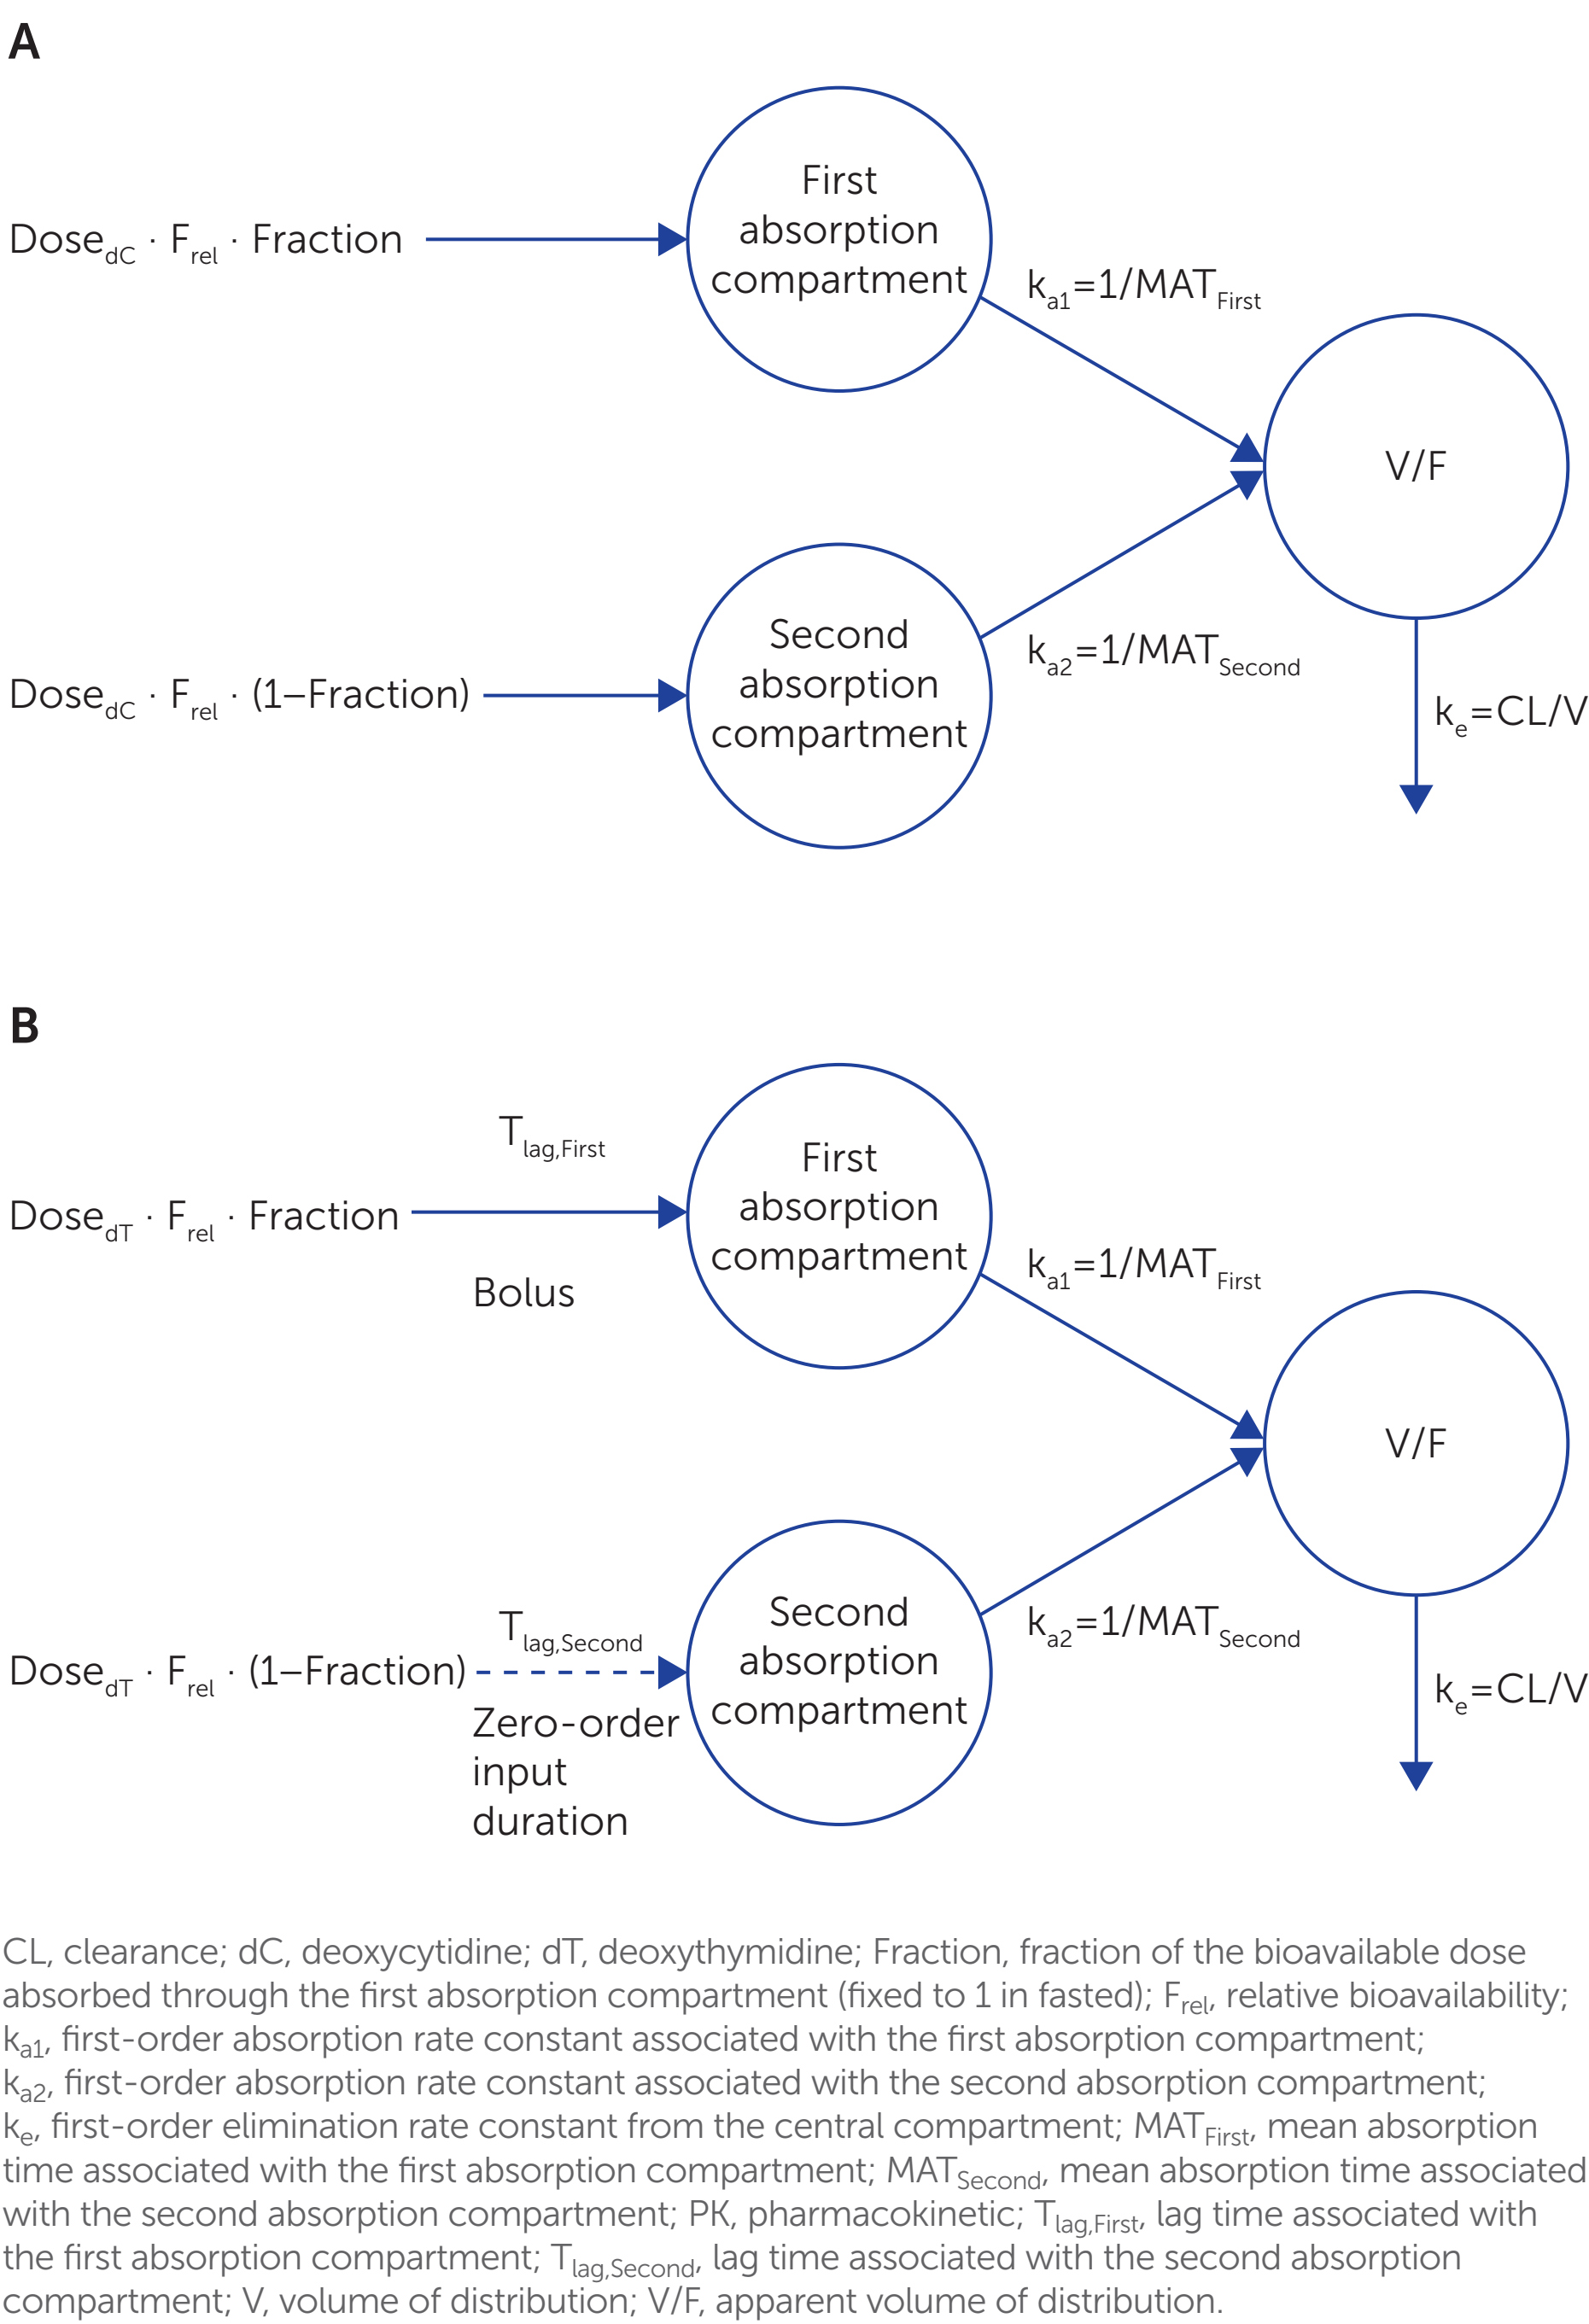 A
First
absorption
compartment
Dose_dC · F_rel · Fraction
k_a1=1/MAT_First
V/F
Second
absorption
compartment
Dose_dC · F_rel · (1–Fraction)
k_a2=1/MAT_Second
k_e=CL/V
B
T_lag,First
First
absorption
compartment
Dose_dT · F_rel · Fraction
Bolus
k_a1=1/MAT_First
V/F
T_lag,Second
Second
absorption
compartment
Dose_dT · F_rel · (1–Fraction)
Zero-order
input
duration
k_a2=1/MAT_Second
k_e=CL/V
CL, clearance; dC, deoxycytidine; dT, deoxythymidine; Fraction, fraction of the bioavailable dose
absorbed through the first absorption compartment (fixed to 1 in fasted); F_rel, relative bioavailability;
k_a1, first-order absorption rate constant associated with the first absorption compartment;
k_a2, first-order absorption rate constant associated with the second absorption compartment;
k_e, first-order elimination rate constant from the central compartment; MAT_First, mean absorption
time associated with the first absorption compartment; MAT_Second, mean absorption time associated
with the second absorption compartment; PK, pharmacokinetic; T_lag,First, lag time associated with
the first absorption compartment; T_lag,Second, lag time associated with the second absorption
compartment; V, volume of distribution; V/F, apparent volume of distribution.